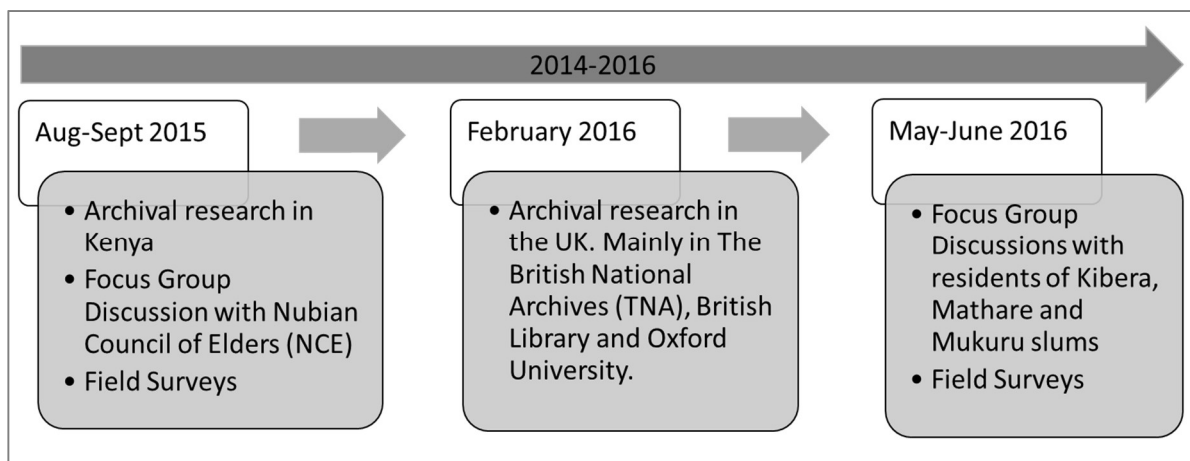 2014-2016
Aug-Sept 2015
• Archival research in
Kenya
• Focus Group
Discussion with Nubian
Council of Elders (NCE)
• Field Surveys
February 2016
• Archival research in
the UK. Mainly in The
British National
Archives (TNA), British
Library and Oxford
University.
May-June 2016
• Focus Group
Discussions with
residents of Kibera,
Mathare and
Mukuru slums
• Field Surveys